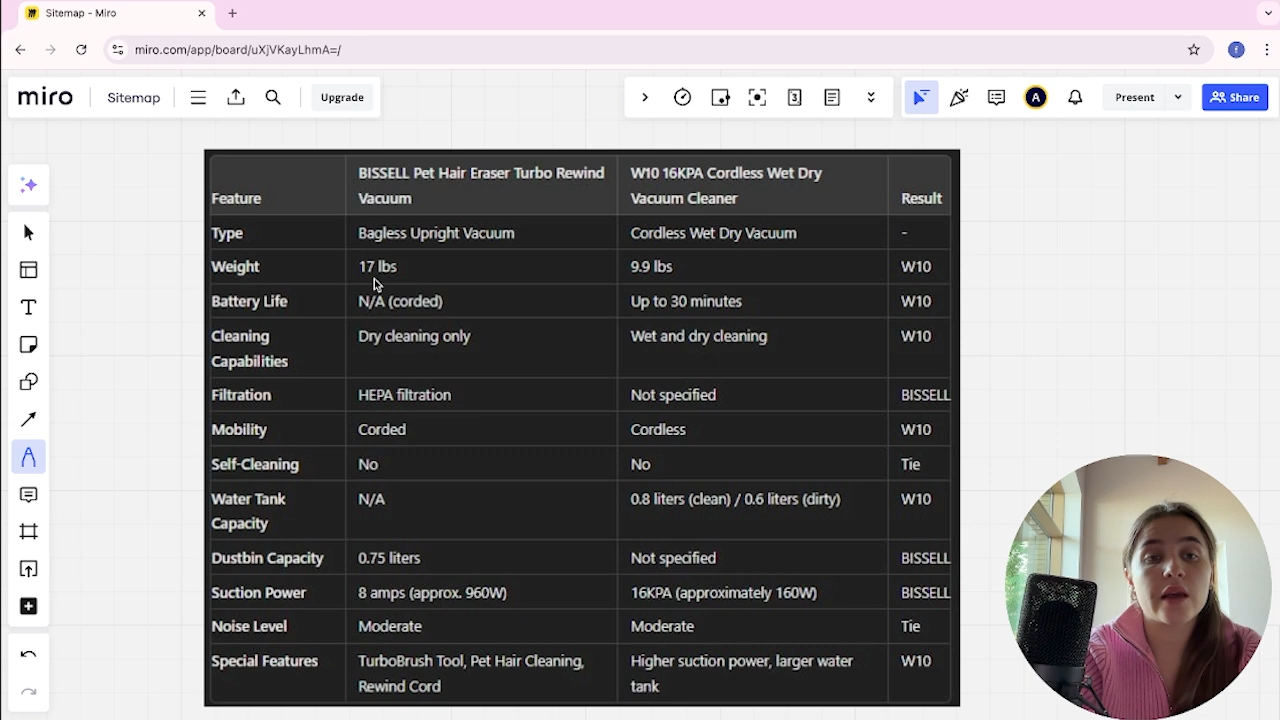 Sitemap - Miro
miro.com/app/board/uXjVKayLhmA=/
f
miro
Sitemap
Upgrade
3
A
Present
Share
BISSELL Pet Hair Eraser Turbo Rewind W10 16KPA Cordless Wet Dry
Feature Vacuum Vacuum Cleaner Result
Type Bagless Upright Vacuum Cordless Wet Dry Vacuum -
Weight 17 lbs 9.9 lbs W10
Battery Life N/A (corded) Up to 30 minutes W10
Cleaning Dry cleaning only Wet and dry cleaning W10
Capabilities
Filtration HEPA filtration Not specified BISSELL
Mobility Corded Cordless W10
Self-Cleaning No No Tie
Water Tank N/A 0.8 liters (clean) / 0.6 liters (dirty) W10
Capacity
Dustbin Capacity 0.75 liters Not specified BISSELL
Suction Power 8 amps (approx. 960W) 16KPA (approximately 160W) BISSELL
Noise Level Moderate Moderate Tie
Special Features TurboBrush Tool, Pet Hair Cleaning, Higher suction power, larger water W10
Rewind Cord tank